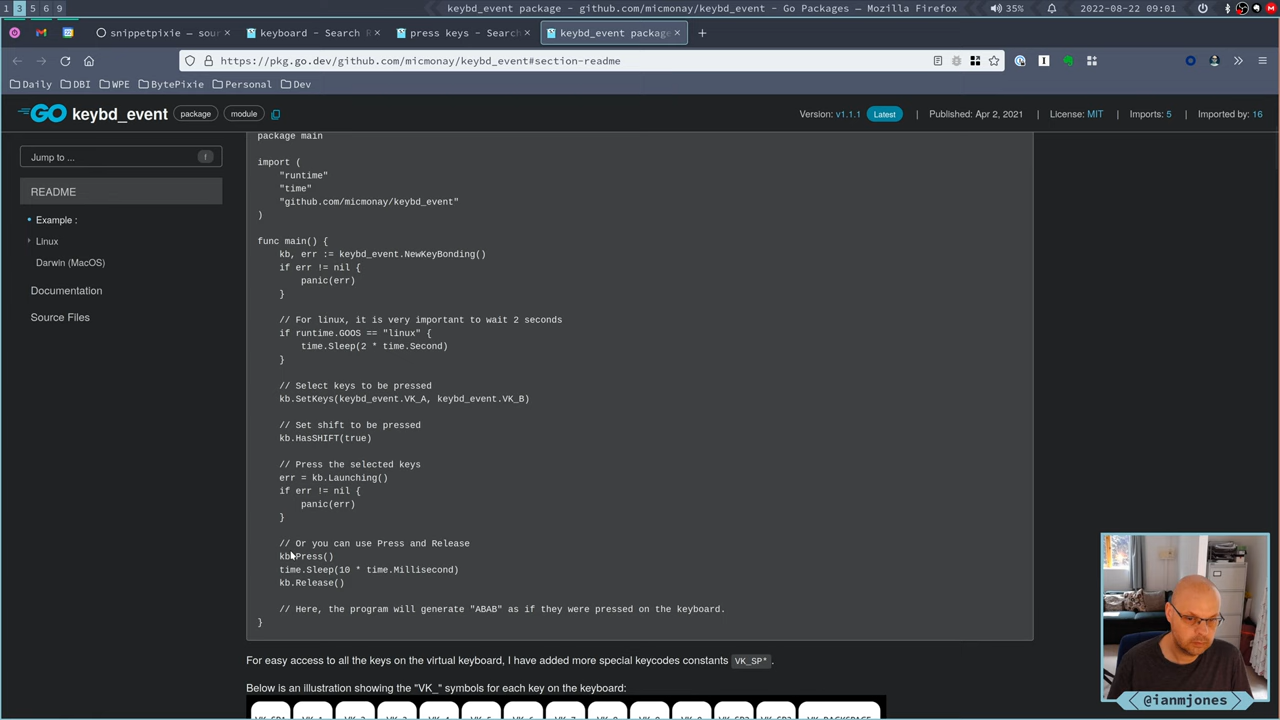 1 3 5 6 9
keybd_event package - github.com/micmonay/keybd_event - Go Packages — Mozilla Firefox
35%
2022-08-22 09:01
snippetpixie — sour
keyboard - Search R
press keys - Search
keybd_event package
https://pkg.go.dev/github.com/micmonay/keybd_event#section-readme
Daily DBI WPE BytePixie Personal Dev
GO keybd_event package module
Version: v1.1.1 Latest | Published: Apr 2, 2021 | License: MIT | Imports: 5 | Imported by: 16
Jump to ... f
README
Example :
Linux
Darwin (MacOS)
Documentation
Source Files
package main
import (
"runtime"
"time"
"github.com/micmonay/keybd_event"
)
func main() {
kb, err := keybd_event.NewKeyBonding()
if err != nil {
panic(err)
}
// For linux, it is very important to wait 2 seconds
if runtime.GOOS == "linux" {
time.Sleep(2 * time.Second)
}
// Select keys to be pressed
kb.SetKeys(keybd_event.VK_A, keybd_event.VK_B)
// Set shift to be pressed
kb.HasSHIFT(true)
// Press the selected keys
err = kb.Launching()
if err != nil {
panic(err)
}
// Or you can use Press and Release
kb.Press()
time.Sleep(10 * time.Millisecond)
kb.Release()
// Here, the program will generate "ABAB" as if they were pressed on the keyboard.
}
For easy access to all the keys on the virtual keyboard, I have added more special keycodes constants VK_SP* .
Below is an illustration showing the "VK_" symbols for each key on the keyboard:
@ianmjones